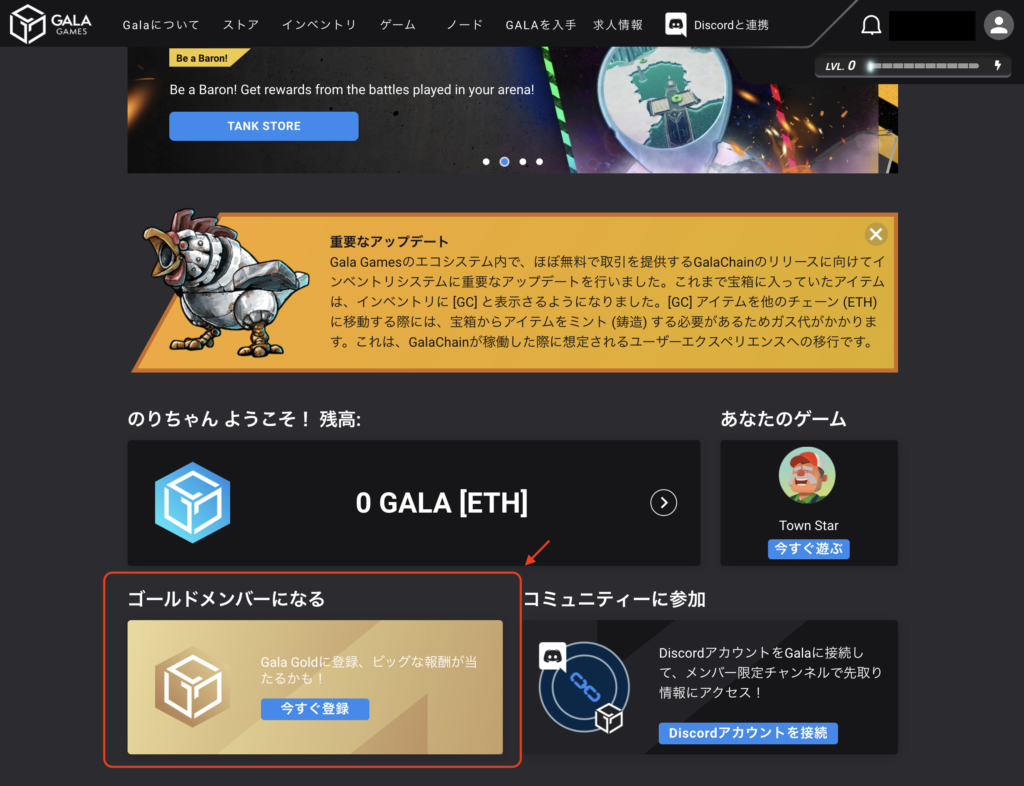 GALA
GAMES
Galaについて
ストア
インベントリ
ゲーム
ノード
GALAを入手
求人情報
Discordと連携
LVL. 0
Be a Baron!
Be a Baron! Get rewards from the battles played in your arena!
TANK STORE
重要なアップデート
Gala Gamesのエコシステム内で、ほぼ無料で取引を提供するGalaChainのリリースに向けてイ
ンベントリシステムに重要なアップデートを行いました。これまで宝箱に入っていたアイテム
は、インベントリに [GC] と表示さるようになりました。[GC] アイテムを他のチェーン (ETH)
に移動する際には、宝箱からアイテムをミント (鋳造) する必要があるためガス代がかかりま
す。これは、GalaChainが稼働した際に想定されるユーザーエクスペリエンスへの移行です。
のりちゃん ようこそ！ 残高:
0 GALA [ETH]
あなたのゲーム
Town Star
今すぐ遊ぶ
ゴールドメンバーになる
Gala Goldに登録、ビッグな報酬が当
たるかも！
今すぐ登録
コミュニティーに参加
DiscordアカウントをGalaに接続し
て、メンバー限定チャンネルで先取り
情報にアクセス！
Discordアカウントを接続